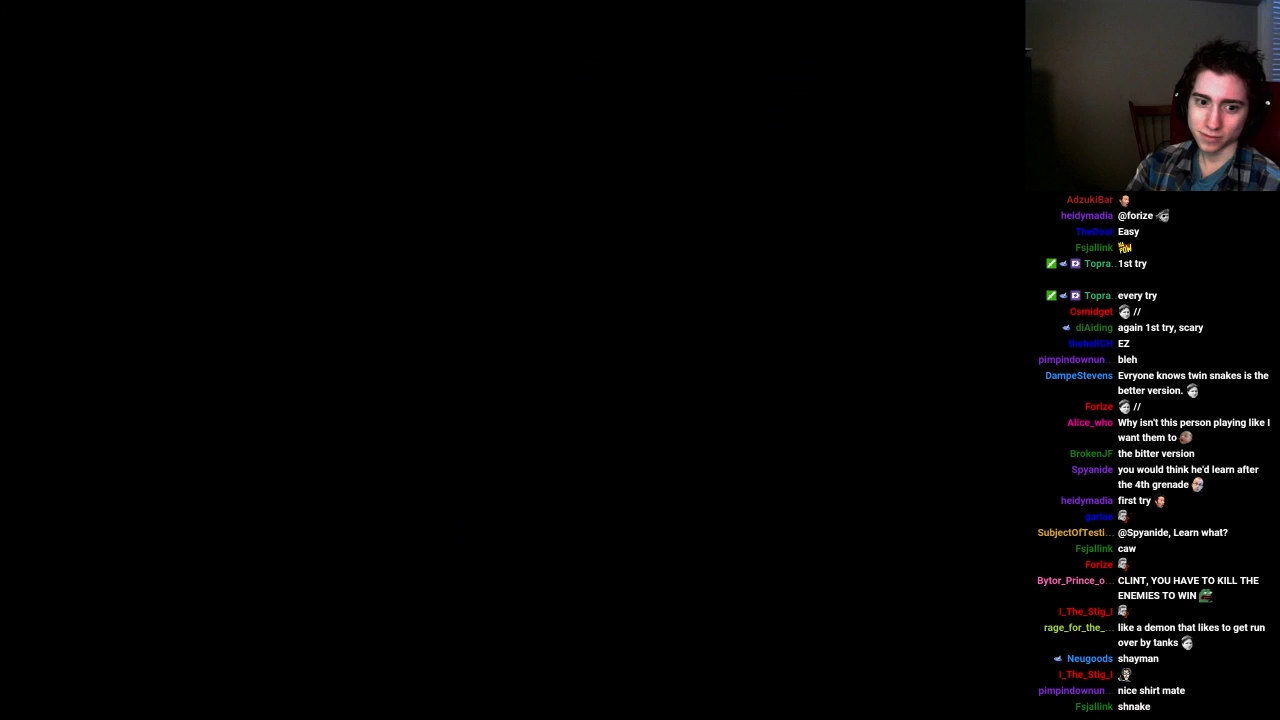 AdzukiBar
heidymadia @forize
TheDuul Easy
Fsjallink
Topra.. 1st try
Topra.. every try
Csmidget //
diAiding again 1st try, scary
EZ
pimpindownun... bleh
DampeStevens Evryone knows twin snakes is the
better version.
Forize //
Alice_who Why isn't this person playing like I
want them to
BrokenJF the bitter version
Spyanide you would think he'd learn after
the 4th grenade
heidymadia first try
SubjectOfTesti... @Spyanide, Learn what?
Fsjallink caw
Forize
Bytor_Prince_o... CLINT, YOU HAVE TO KILL THE
ENEMIES TO WIN
I_The_Stig_I
rage_for_the_... like a demon that likes to get run
over by tanks
Neugoods shayman
I_The_Stig_I
pimpindownun... nice shirt mate
Fsjallink shnake